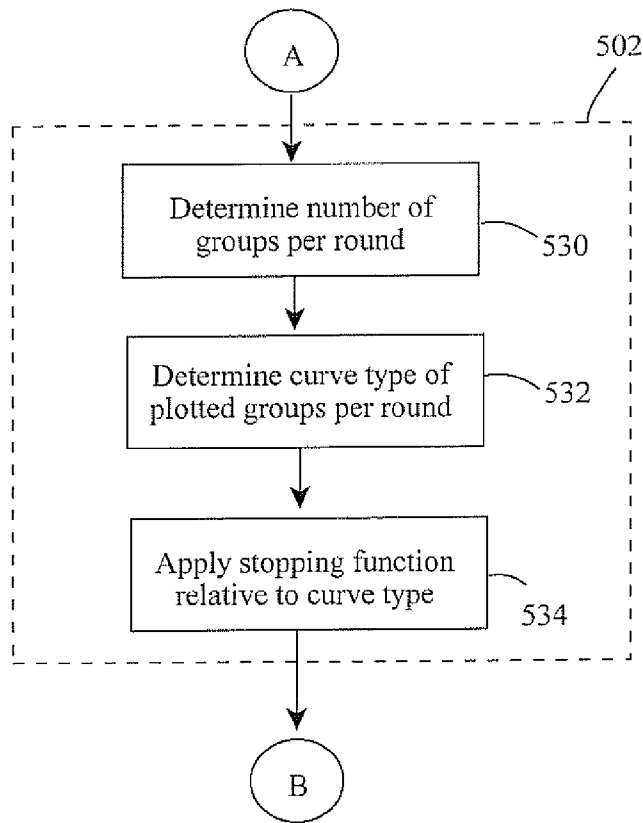 A
502
Determine number of
groups per round
530
Determine curve type of
plotted groups per round
532
Apply stopping function
relative to curve type
534
B